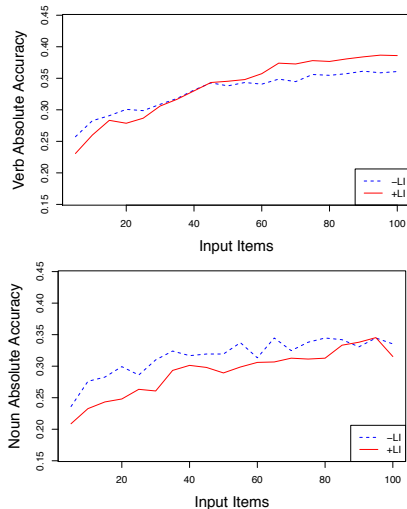 Verb Absolute Accuracy
0.45
0.40
0.35
0.30
0.25
0.20
0.15
20 40 60 80 100
Input Items
–LI
+LI
Noun Absolute Accuracy
0.45
0.40
0.35
0.30
0.25
0.20
0.15
20 40 60 80 100
Input Items
–LI
+LI